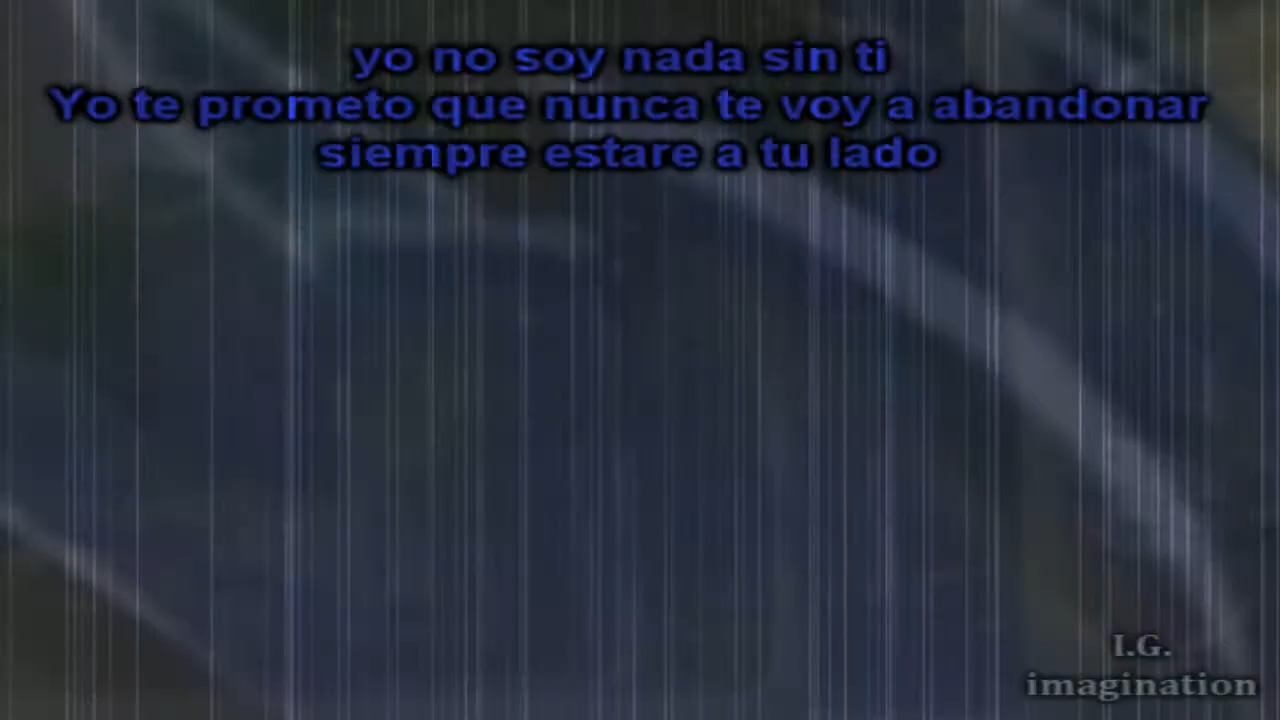 yo no soy nada sin ti
Yo te prometo que nunca te voy a abandonar
siempre estare a tu lado
I.G.
imagination